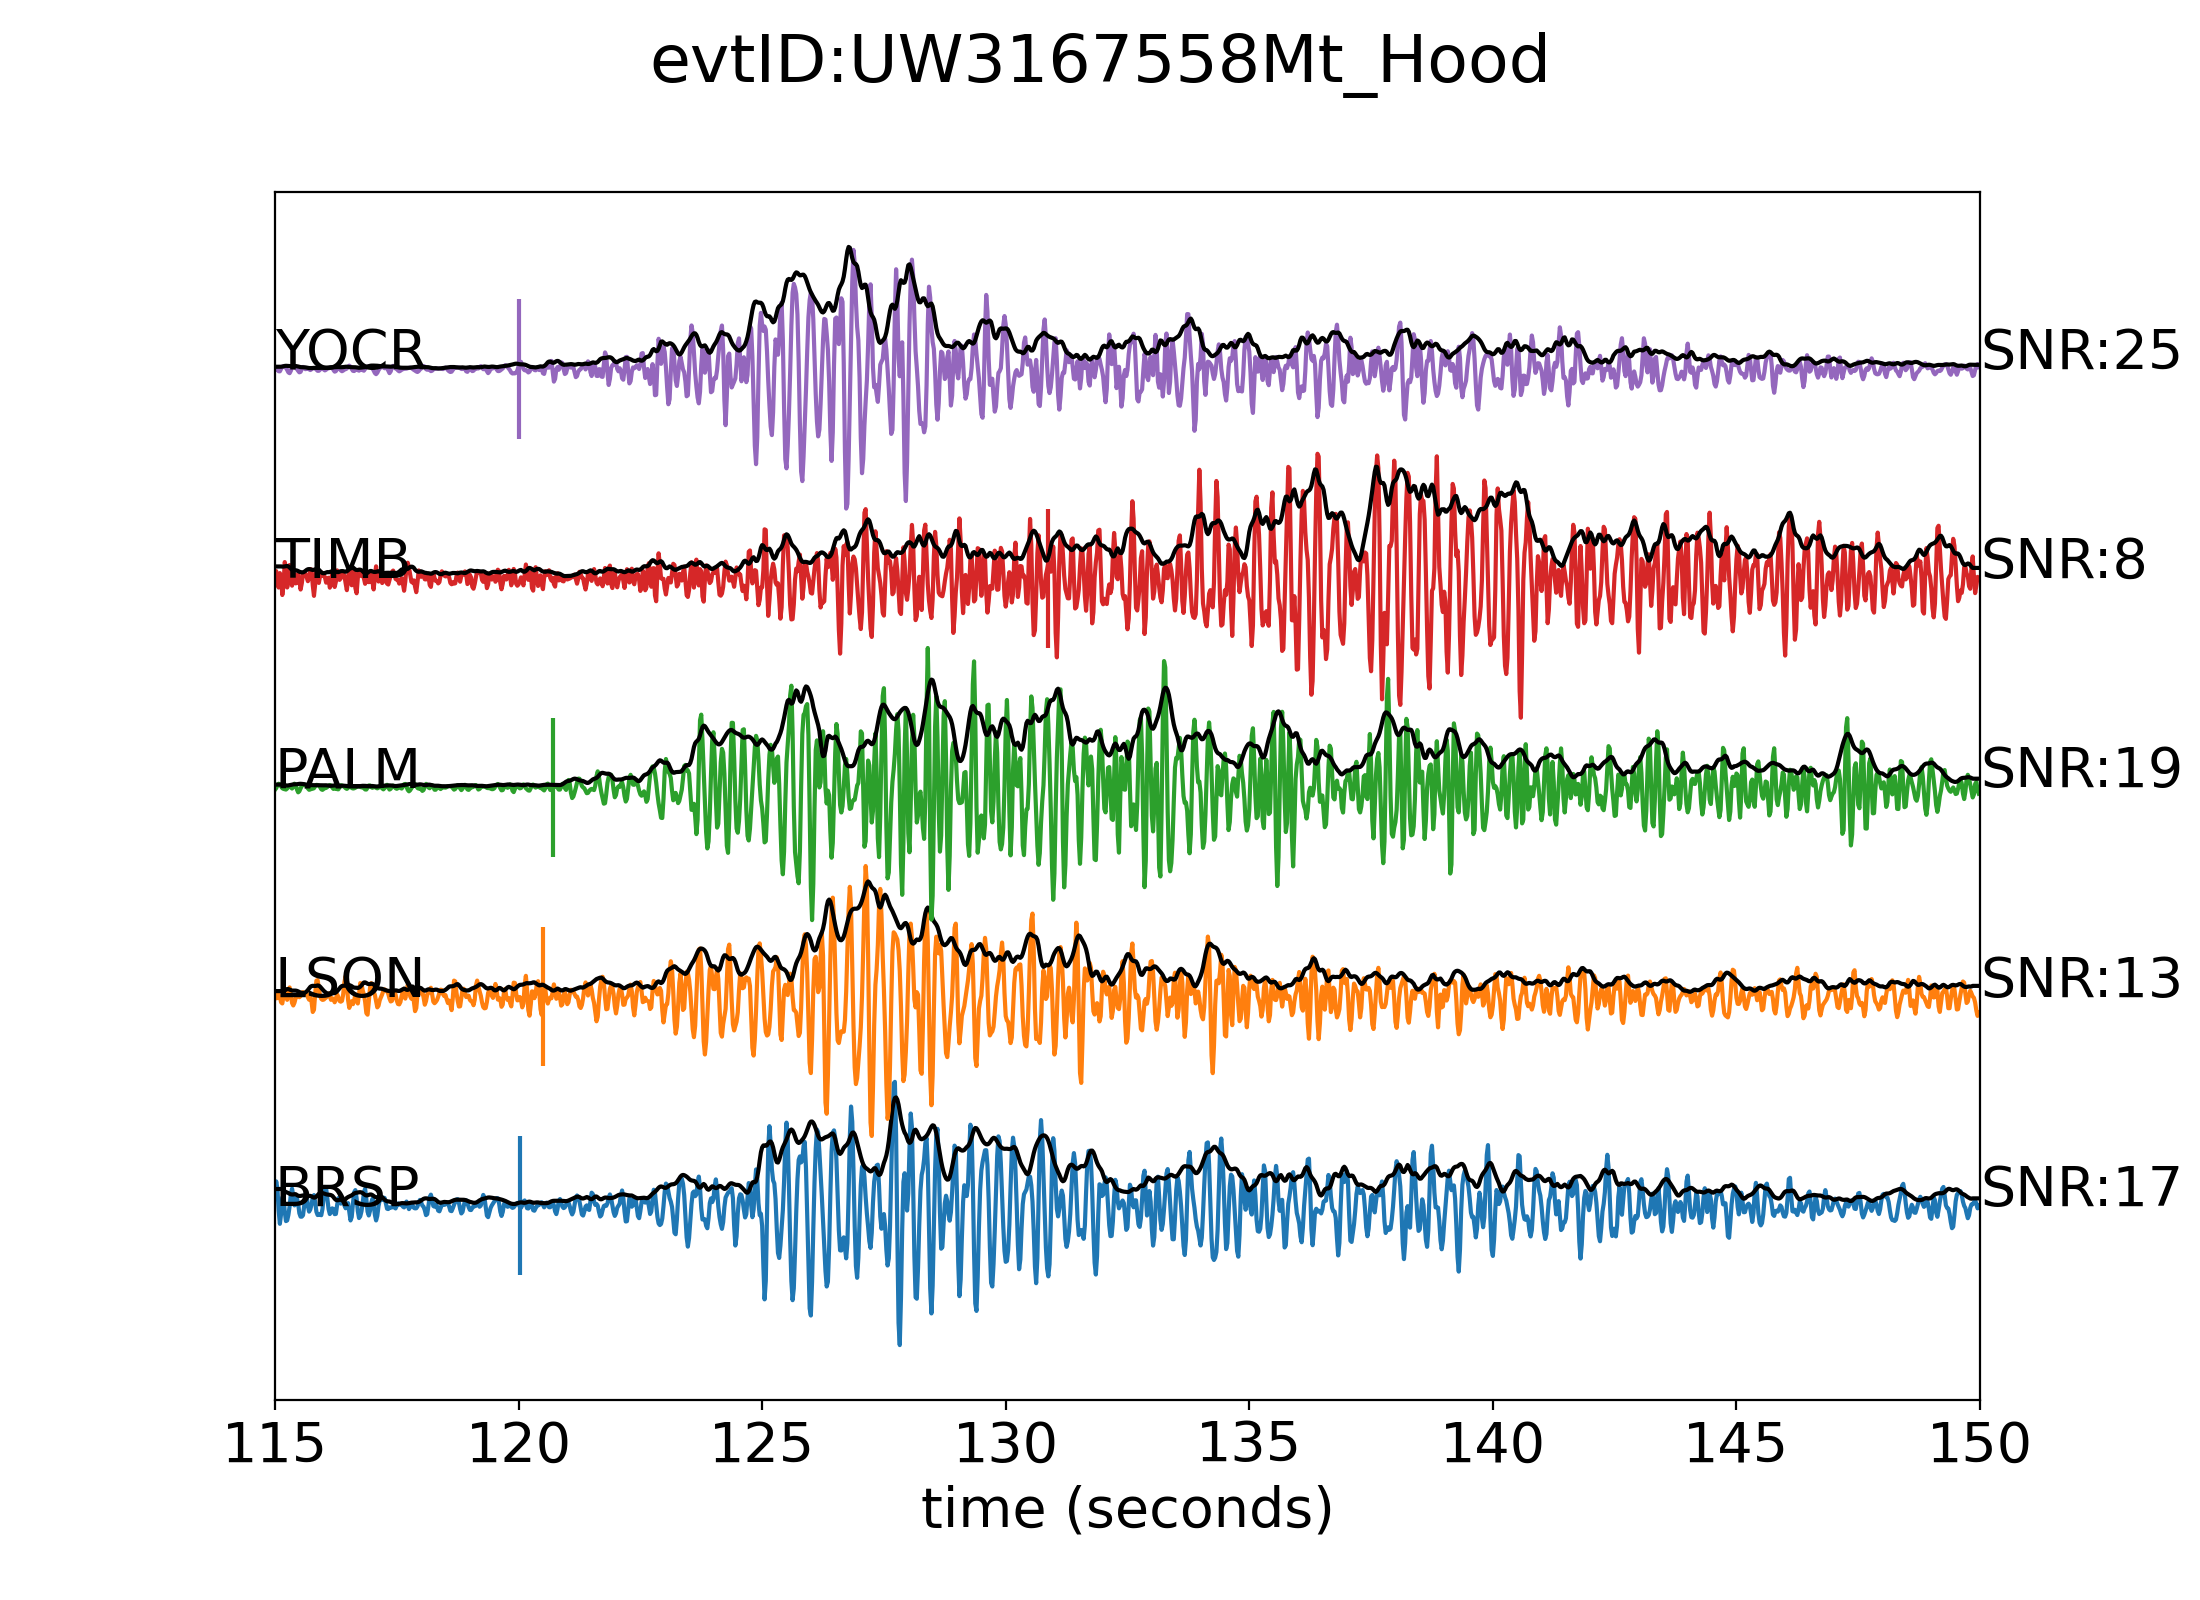 evtID:UW3167558Mt_Hood
YOCR SNR:25
TIMB SNR:8
PALM SNR:19
LSON SNR:13
BRSP SNR:17
115 120 125 130 135 140 145 150
time (seconds)